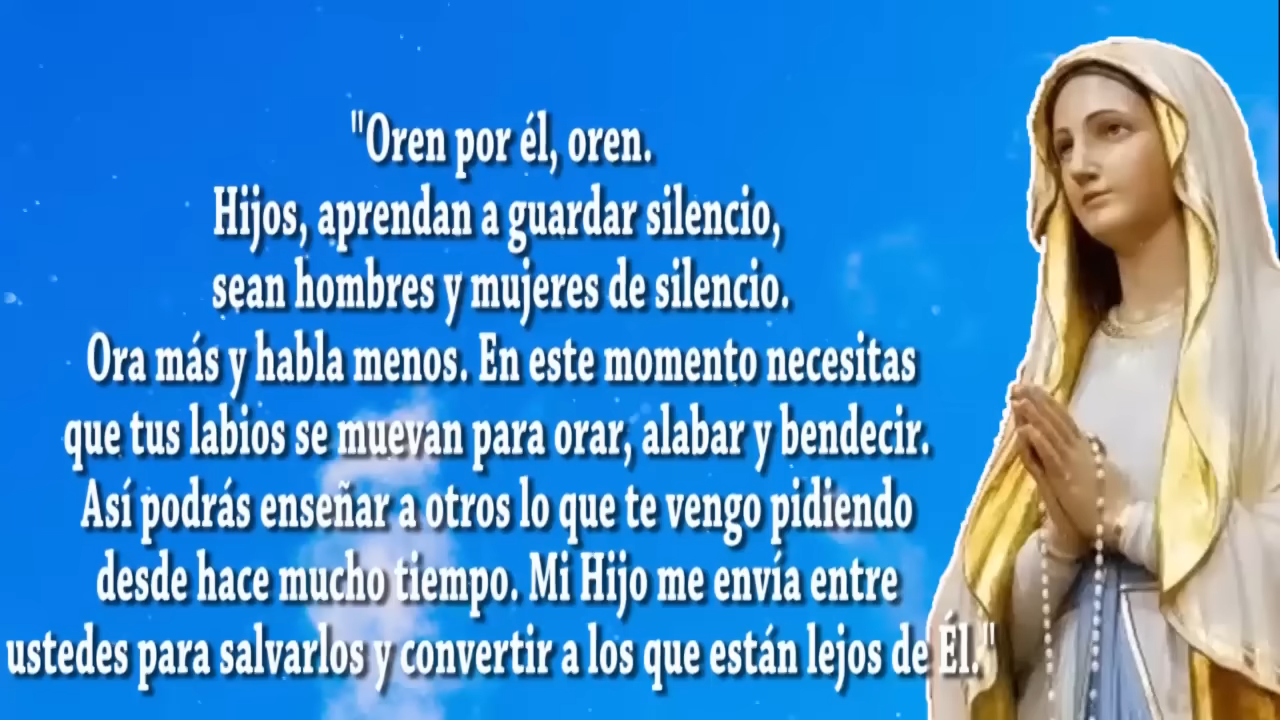 "Oren por él, oren.
Hijos, aprendan a guardar silencio,
sean hombres y mujeres de silencio.
Ora más y habla menos. En este momento necesitas
que tus labios se muevan para orar, alabar y bendecir.
Así podrás enseñar a otros lo que te vengo pidiendo
desde hace mucho tiempo. Mi Hijo me envía entre
ustedes para salvarlos y convertir a los que están lejos de Él."